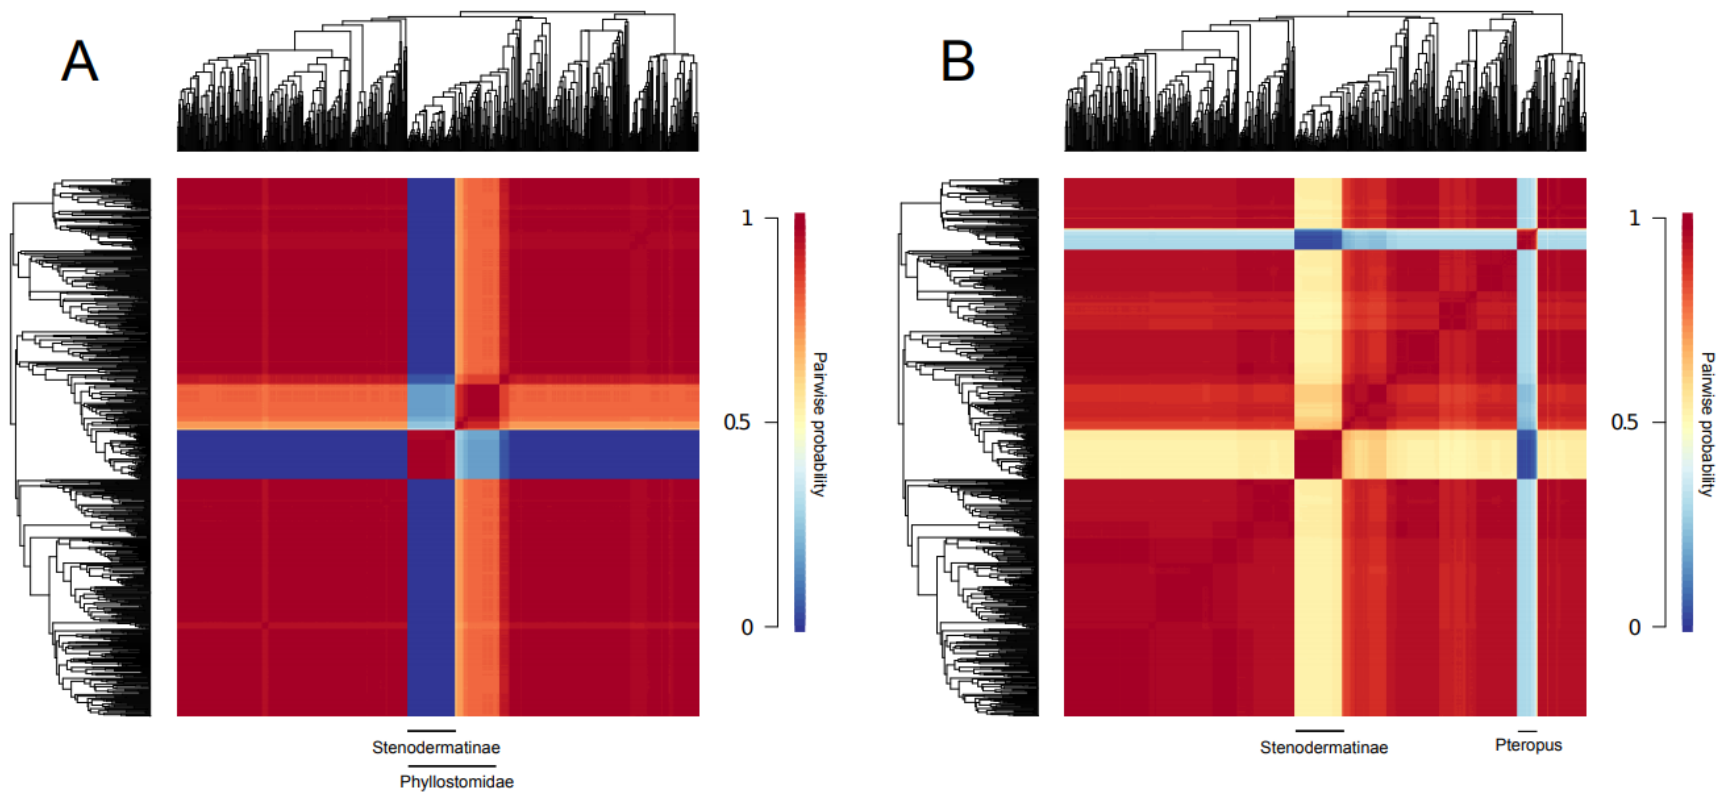 A
1
0.5
0
Pairwise probability
Stenodermatinae
Phyllostomidae
B
1
0.5
0
Pairwise probability
Stenodermatinae
Pteropus